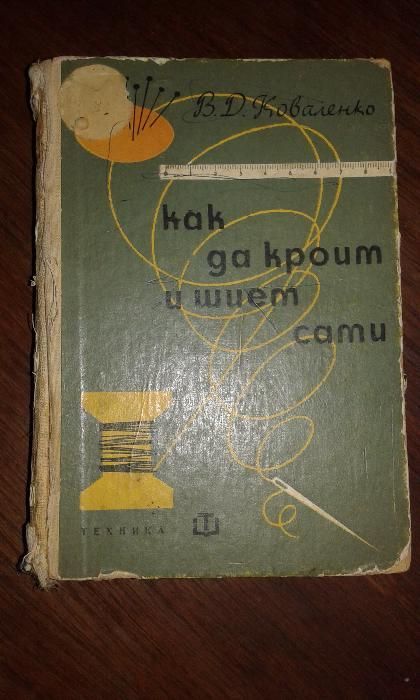 В. Д. Коваленко
как
да кроит
и шиет
сами
ТЕХНИКА